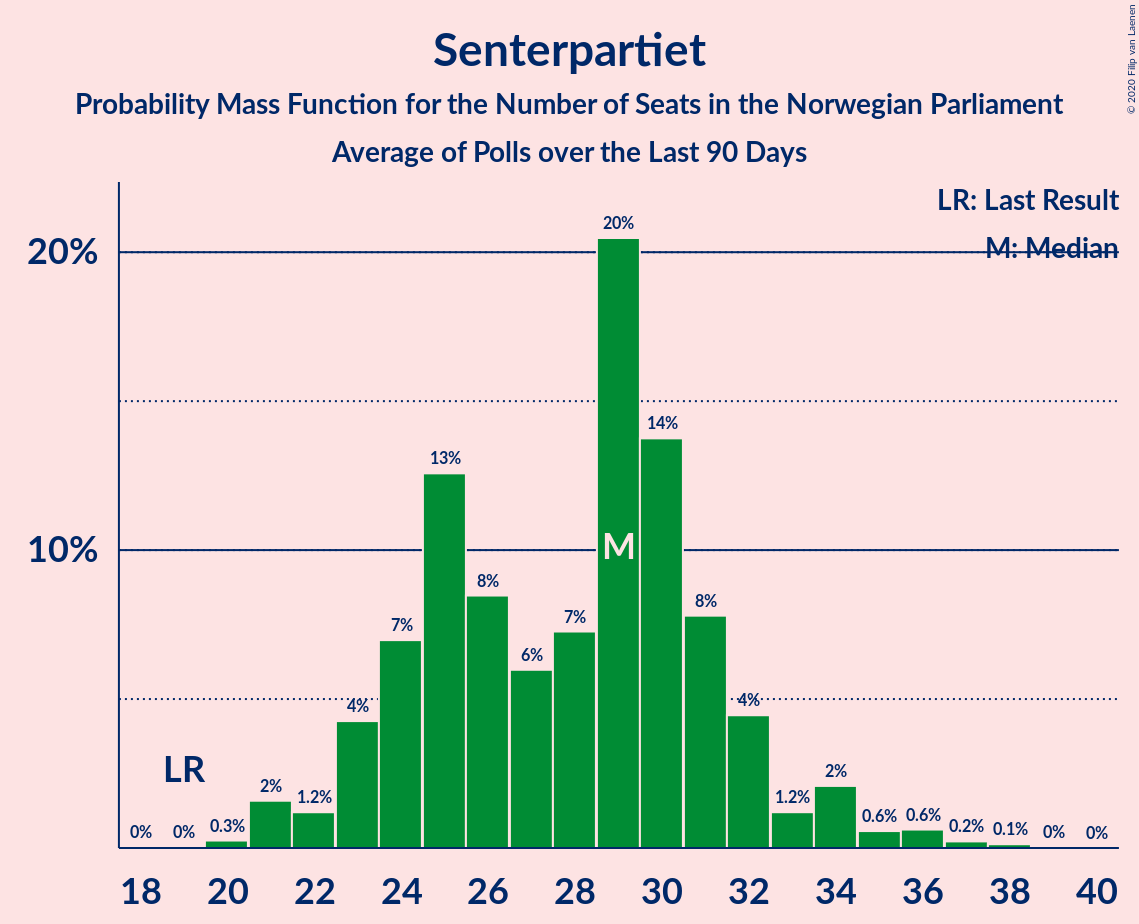 © 2020 Filip van Laenen
Senterpartiet
Probability Mass Function for the Number of Seats in the Norwegian Parliament
Average of Polls over the Last 90 Days
LR: Last Result
M: Median
20%
10%
0%
0%
0.3%
2%
1.2%
4%
7%
13%
8%
6%
7%
20%
14%
8%
4%
1.2%
2%
0.6%
0.6%
0.2%
0.1%
0%
0%
LR
M
18 20 22 24 26 28 30 32 34 36 38 40